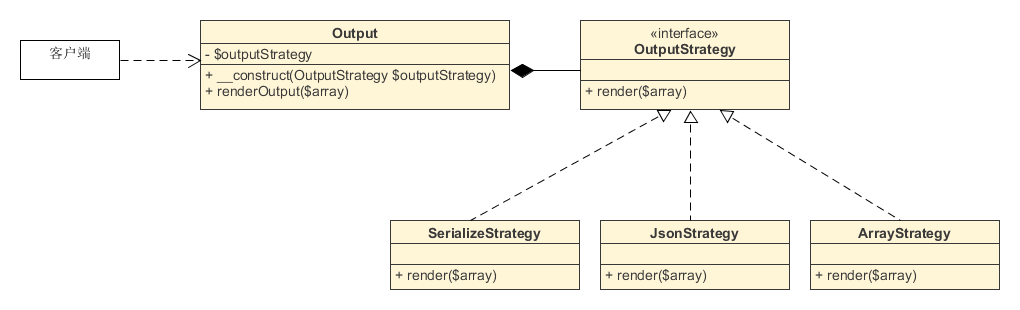 客户端
Output
- $outputStrategy
+ __construct(OutputStrategy $outputStrategy)
+ renderOutput($array)
«interface»
OutputStrategy
+ render($array)
SerializeStrategy
+ render($array)
JsonStrategy
+ render($array)
ArrayStrategy
+ render($array)